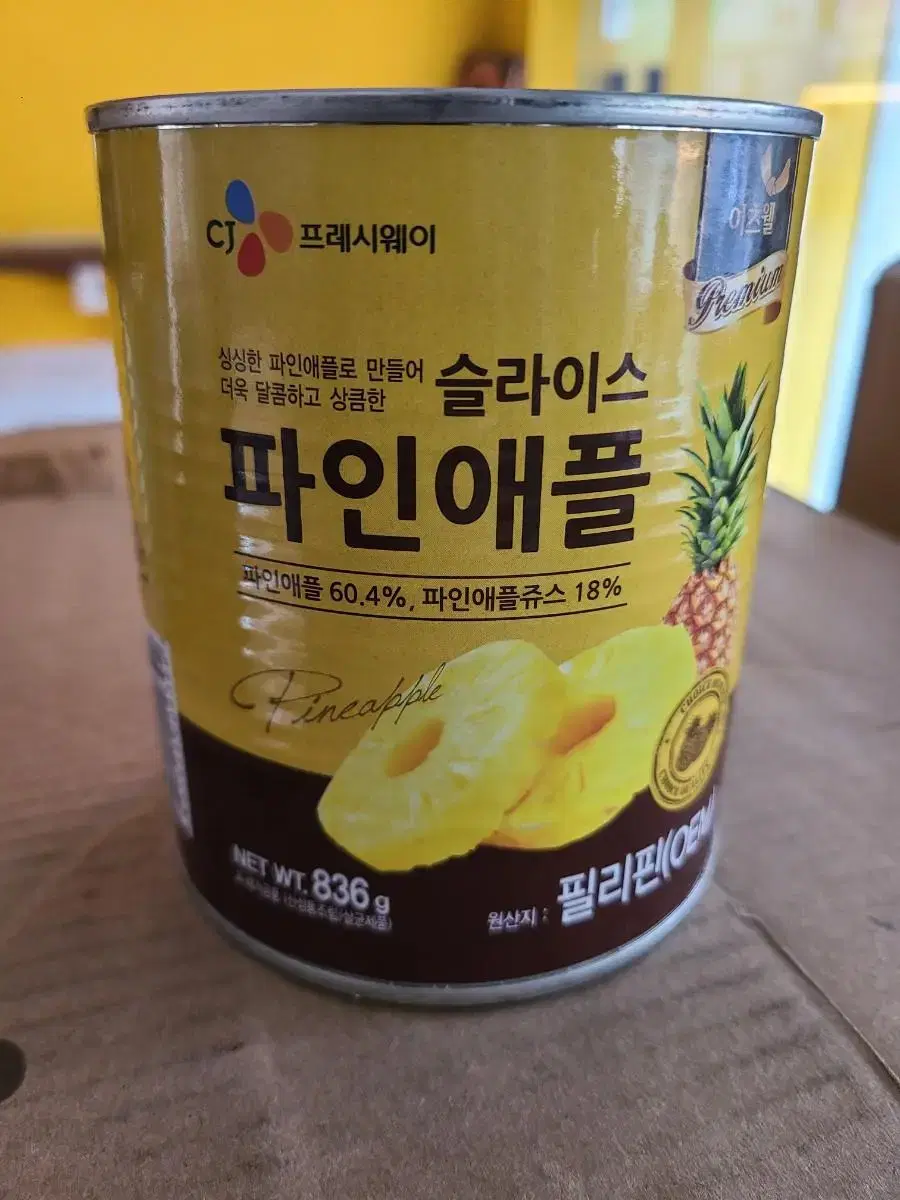 CJ 프레시웨이
이츠웰
Premium
싱싱한 파인애플로 만들어
더욱 달콤하고 상큼한
슬라이스
파인애플
파인애플 60.4%, 파인애플쥬스 18%
Pineapple
NET WT. 836 g
원산지 : 필리핀(OEM)